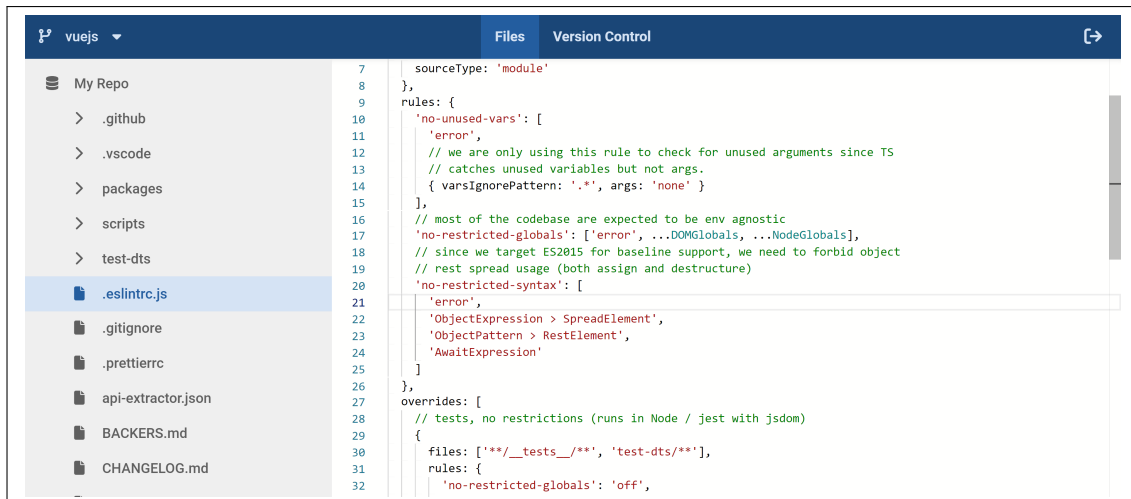 vuejs
Files
Version Control
My Repo
.github
.vscode
packages
scripts
test-dts
.eslintrc.js
.gitignore
.prettierrc
api-extractor.json
BACKERS.md
CHANGELOG.md
7 sourceType: 'module'
8 },
9 rules: {
10 'no-unused-vars': [
11 'error',
12 // we are only using this rule to check for unused arguments since TS
13 // catches unused variables but not args.
14 { varsIgnorePattern: '.*', args: 'none' }
15 ],
16 // most of the codebase are expected to be env agnostic
17 'no-restricted-globals': ['error', ...DOMGlobals, ...NodeGlobals],
18 // since we target ES2015 for baseline support, we need to forbid object
19 // rest spread usage (both assign and destructure)
20 'no-restricted-syntax': [
21 'error',
22 'ObjectExpression > SpreadElement',
23 'ObjectPattern > RestElement',
24 'AwaitExpression'
25 ]
26 },
27 overrides: [
28 // tests, no restrictions (runs in Node / jest with jsdom)
29 {
30 files: ['**/__tests__/**', 'test-dts/**'],
31 rules: {
32 'no-restricted-globals': 'off',